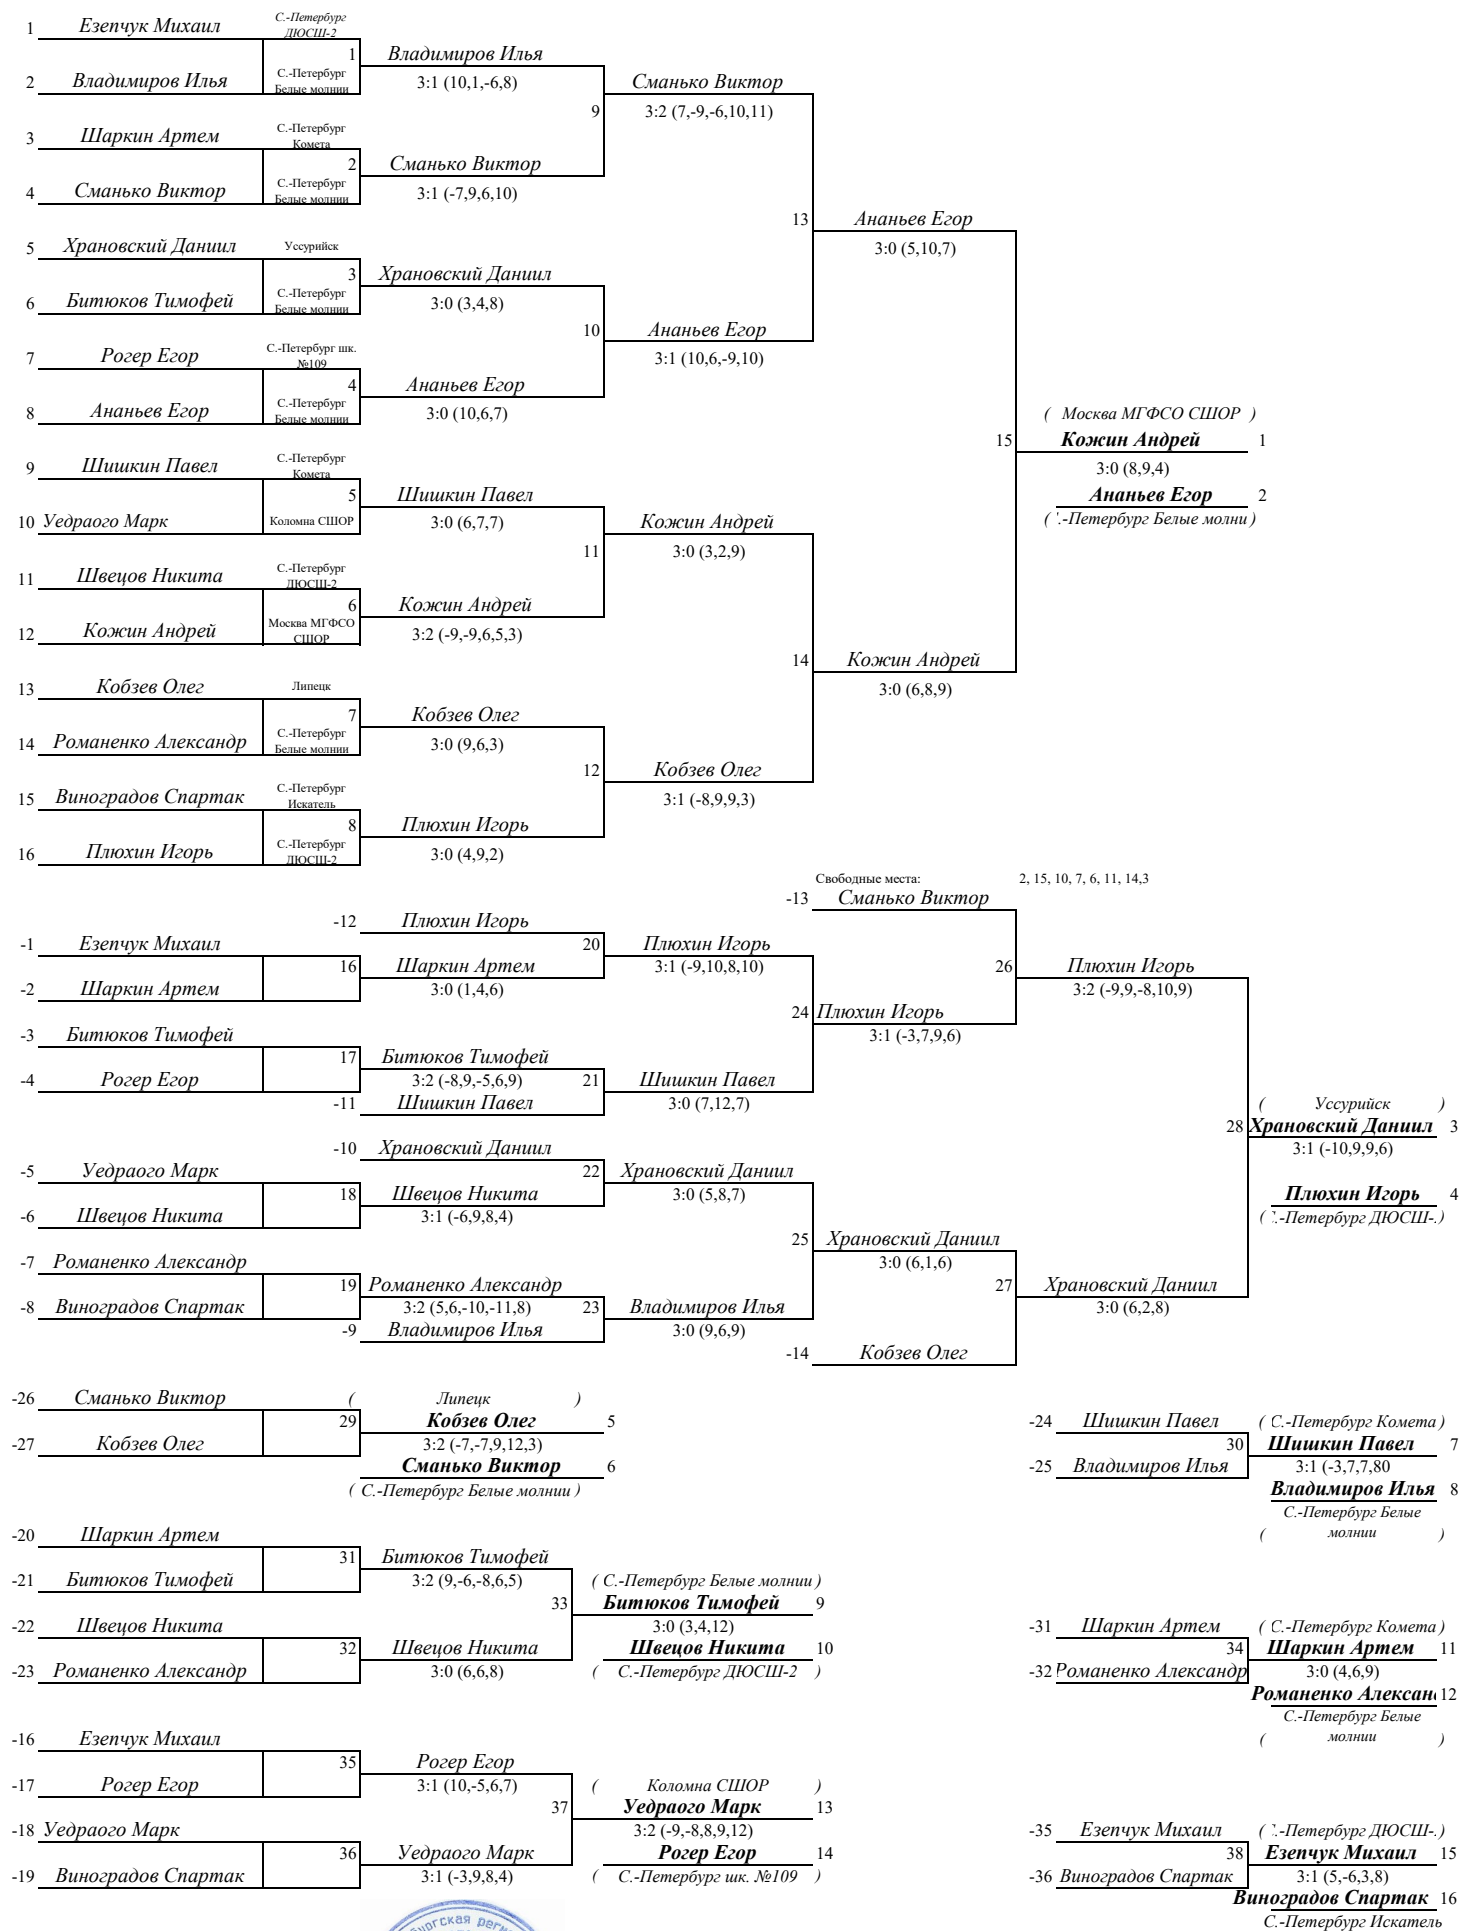 1 Езепчук Михаил С.-Петербург ДЮСШ-2
1 Владимиров Илья
2 Владимиров Илья С.-Петербург Белые молнии
3:1 (10,1,-6,8)
Сманько Виктор
9 3:2 (7,-9,-6,10,11)
3 Шаркин Артем С.-Петербург Комета
2 Сманько Виктор
4 Сманько Виктор С.-Петербург Белые молнии
3:1 (-7,9,6,10)
13 Ананьев Егор
3:0 (5,10,7)
5 Храновский Даниил Уссурийск
3 Храновский Даниил
6 Битюков Тимофей С.-Петербург Белые молнии
3:0 (3,4,8)
10 Ананьев Егор
3:1 (10,6,-9,10)
7 Рогер Егор С.-Петербург шк. №109
4 Ананьев Егор
8 Ананьев Егор С.-Петербург Белые молнии
3:0 (10,6,7)
( Москва МГФСО СШОР )
15 Кожин Андрей 1
3:0 (8,9,4)
Ананьев Егор 2
( .-Петербург Белые молни )
9 Шишкин Павел С.-Петербург Комета
5 Шишкин Павел
10 Уедраого Марк Коломна СШОР
3:0 (6,7,7)
Кожин Андрей
11 3:0 (3,2,9)
11 Швецов Никита С.-Петербург ДЮСШ-2
6 Кожин Андрей
12 Кожин Андрей Москва МГФСО СШОР
3:2 (-9,-9,6,5,3)
14 Кожин Андрей
3:0 (6,8,9)
13 Кобзев Олег Липецк
7 Кобзев Олег
14 Романенко Александр С.-Петербург Белые молнии
3:0 (9,6,3)
12 Кобзев Олег
3:1 (-8,9,9,3)
15 Виноградов Спартак С.-Петербург Искатель
8 Плюхин Игорь
16 Плюхин Игорь С.-Петербург ДЮСШ-2
3:0 (4,9,2)
Свободные места: 2, 15, 10, 7, 6, 11, 14,3
-13 Сманько Виктор
-12 Плюхин Игорь
-1 Езепчук Михаил 20 Плюхин Игорь
16 Шаркин Артем 3:1 (-9,10,8,10) 26 Плюхин Игорь
-2 Шаркин Артем 3:0 (1,4,6) 3:2 (-9,9,-8,10,9)
24 Плюхин Игорь
-3 Битюков Тимофей 3:1 (-3,7,9,6)
17 Битюков Тимофей
-4 Рогер Егор 3:2 (-8,9,-5,6,9) 21 Шишкин Павел
-11 Шишкин Павел 3:0 (7,12,7)
( Уссурийск )
28 Храновский Даниил 3
3:1 (-10,9,9,6)
-10 Храновский Даниил
-5 Уедраого Марк 22 Храновский Даниил
18 Швецов Никита 3:0 (5,8,7) Плюхин Игорь 4
-6 Швецов Никита 3:1 (-6,9,8,4) ( .-Петербург ДЮСШ-.)
25 Храновский Даниил
-7 Романенко Александр 3:0 (6,1,6)
19 Романенко Александр 27 Храновский Даниил
-8 Виноградов Спартак 3:2 (5,6,-10,-11,8) 23 Владимиров Илья 3:0 (6,2,8)
-9 Владимиров Илья 3:0 (9,6,9)
-14 Кобзев Олег
-26 Сманько Виктор ( Липецк )
29 Кобзев Олег 5
-27 Кобзев Олег 3:2 (-7,-7,9,12,3)
Сманько Виктор 6
( С.-Петербург Белые молнии )
-24 Шишкин Павел ( С.-Петербург Комета )
30 Шишкин Павел 7
-25 Владимиров Илья 3:1 (-3,7,7,80
Владимиров Илья 8
С.-Петербург Белые
( молнии )
-20 Шаркин Артем
31 Битюков Тимофей
-21 Битюков Тимофей 3:2 (9,-6,-8,6,5) ( С.-Петербург Белые молнии )
33 Битюков Тимофей 9
-22 Швецов Никита 3:0 (3,4,12)
32 Швецов Никита Швецов Никита 10
-23 Романенко Александр 3:0 (6,6,8) ( С.-Петербург ДЮСШ-2 )
-31 Шаркин Артем ( С.-Петербург Комета )
34 Шаркин Артем 11
-32 Романенко Александр 3:0 (4,6,9)
Романенко Алексан 12
С.-Петербург Белые
( молнии )
-16 Езепчук Михаил
35 Рогер Егор
-17 Рогер Егор 3:1 (10,-5,6,7) ( Коломна СШОР )
37 Уедраого Марк 13
-18 Уедраого Марк 3:2 (-9,-8,8,9,12)
36 Уедраого Марк Рогер Егор 14
-19 Виноградов Спартак 3:1 (-3,9,8,4) ( С.-Петербург шк. №109 )
-35 Езепчук Михаил ( .-Петербург ДЮСШ-.)
38 Езепчук Михаил 15
-36 Виноградов Спартак 3:1 (5,-6,3,8)
Виноградов Спартак 16
С.-Петербург Искатель